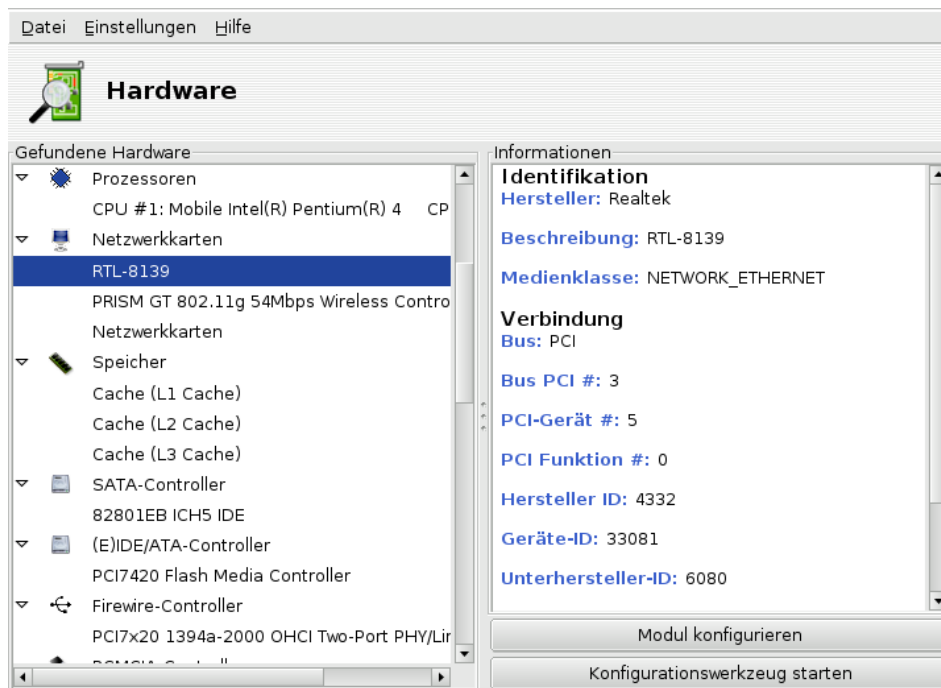 Datei Einstellungen Hilfe
Hardware
Gefundene Hardware
Prozessoren
CPU #1: Mobile Intel(R) Pentium(R) 4 CP
Netzwerkkarten
RTL-8139
PRISM GT 802.11g 54Mbps Wireless Contro
Netzwerkkarten
Speicher
Cache (L1 Cache)
Cache (L2 Cache)
Cache (L3 Cache)
SATA-Controller
82801EB ICH5 IDE
(E)IDE/ATA-Controller
PCI7420 Flash Media Controller
Firewire-Controller
PCI7x20 1394a-2000 OHCI Two-Port PHY/Lin
Informationen
Identifikation
Hersteller: Realtek
Beschreibung: RTL-8139
Medienklasse: NETWORK_ETHERNET
Verbindung
Bus: PCI
Bus PCI #: 3
PCI-Gerät #: 5
PCI Funktion #: 0
Hersteller ID: 4332
Geräte-ID: 33081
Unterhersteller-ID: 6080
Modul konfigurieren
Konfigurationswerkzeug starten